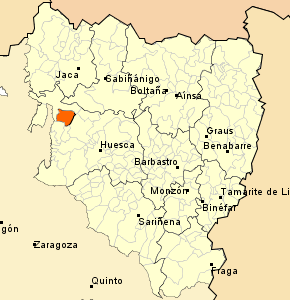 Jaca
Sabiñánigo
Boltaña
Aínsa
Graus
Benabarre
Huesca
Barbastro
Monzón
Tamarite de Li
Binéfar
Sariñena
gón
Zaragoza
Fraga
Quinto